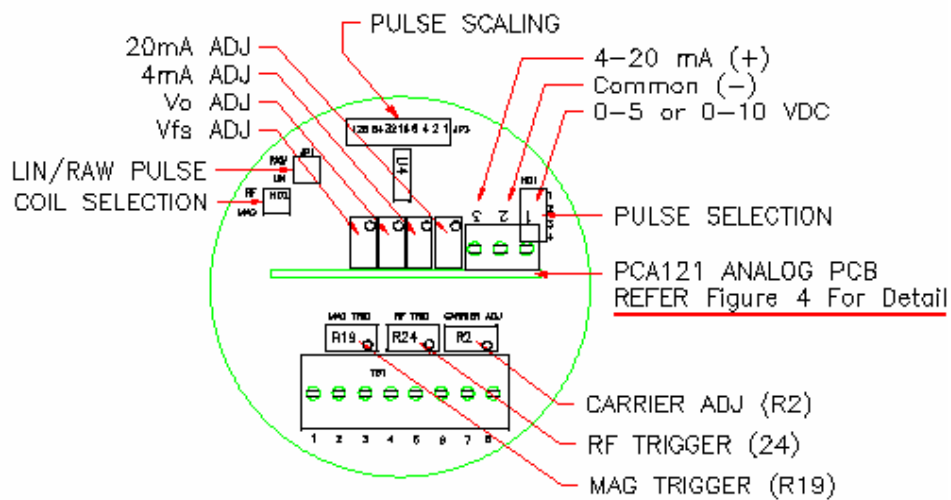 PULSE SCALING
20mA ADJ
4mA ADJ
Vo ADJ
Vfs ADJ
4-20 mA (+)
Common (-)
0-5 or 0-10 VDC
JP3
RAW
JP1
LIN
LIN/RAW PULSE
COIL SELECTION
RF
MAG
U4
3 2 1
PULSE SELECTION
PCA121 ANALOG PCB
REFER Figure 4 For Detail
MAG TRIG
RF TRIG
CARRIER ADJ
R19
R24
R2
TB1
1 2 3 4 5 6 7 8
CARRIER ADJ (R2)
RF TRIGGER (24)
MAG TRIGGER (R19)